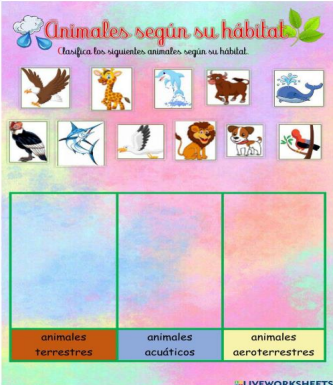 Animales según su hábitat
Clasifica los siguientes animales según su hábitat.
animales
terrestres
animales
acuáticos
animales
aeroterrestres
LIVEWORKSHEETS